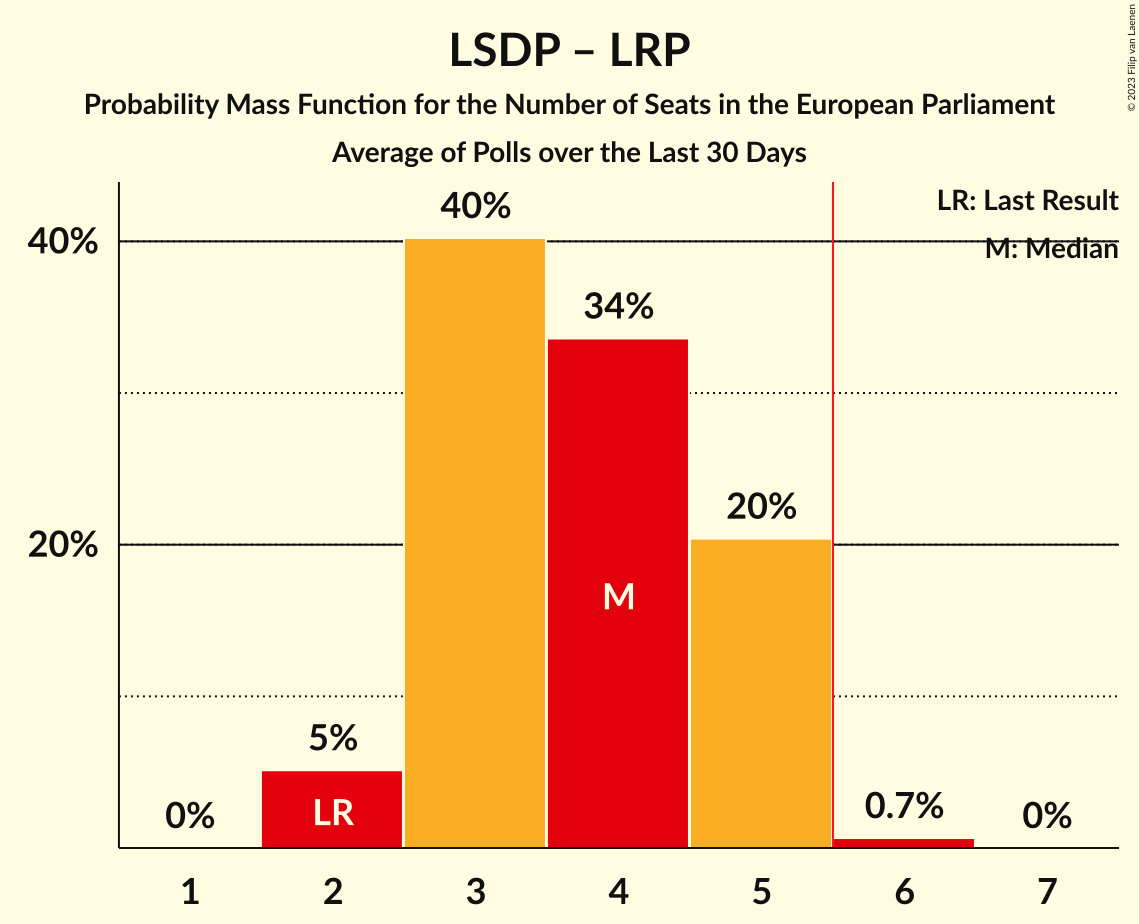 LSDP – LRP
Probability Mass Function for the Number of Seats in the European Parliament
Average of Polls over the Last 30 Days
© 2023 Filip van Laenen
LR: Last Result
M: Median
40%
20%
0%
5%
40%
34%
20%
0.7%
0%
LR
M
1 2 3 4 5 6 7